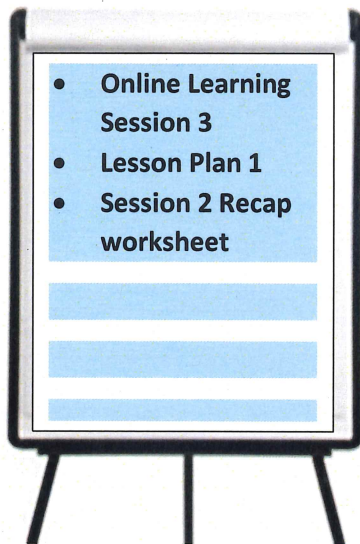 • Online Learning
Session 3
• Lesson Plan 1
• Session 2 Recap
worksheet